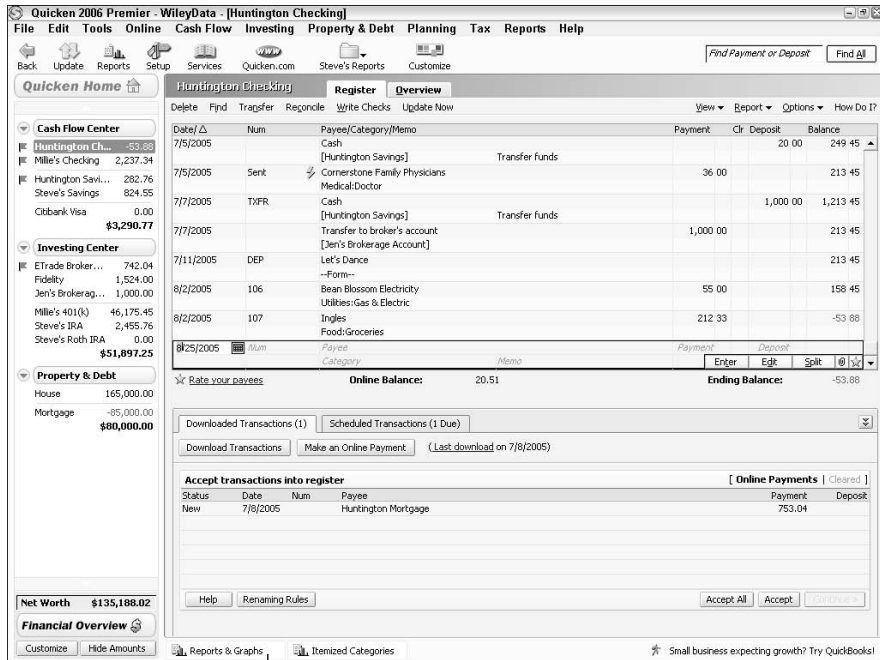 Quicken 2006 Premier - WileyData - [Huntington Checking]
File Edit Tools Online Cash Flow Investing Property & Debt Planning Tax Reports Help
Back Update Reports Setup Services Quicken.com Steve's Reports Customize
Find Payment or Deposit Find All
Quicken Home
Cash Flow Center
Huntington Ch... -53.88
Millie's Checking 2,237.34
Huntington Savi... 282.76
Steve's Savings 824.55
Citibank Visa 0.00
$3,290.77
Investing Center
ETrade Broker... 742.04
Fidelity 1,524.00
Jen's Brokerag... 1,000.00
Millie's 401(k) 46,175.45
Steve's IRA 2,455.76
Steve's Roth IRA 0.00
$51,897.25
Property & Debt
House 165,000.00
Mortgage -85,000.00
$80,000.00
Net Worth $135,188.02
Financial Overview
Customize Hide Amounts
Huntington Checking Register Overview
Delete Find Transfer Reconcile Write Checks Update Now View Report Options How Do I?
Date/ Num Payee/Category/Memo Payment Clr Deposit Balance
7/5/2005 Cash 20 00 249 45
[Huntington Savings] Transfer funds
7/5/2005 Sent Cornerstone Family Physicians 36 00 213 45
Medical:Doctor
7/7/2005 TXFR Cash 1,000 00 1,213 45
[Huntington Savings] Transfer funds
7/7/2005 Transfer to broker's account 1,000 00 213 45
[Jen's Brokerage Account]
7/11/2005 DEP Let's Dance 213 45
--Form--
8/2/2005 106 Bean Blossom Electricity 55 00 158 45
Utilities:Gas & Electric
8/2/2005 107 Ingles 212 33 -53 88
Food:Groceries
8/25/2005 Num Payee Payment Deposit
Category Memo Enter Edit Split
Rate your payees Online Balance: 20.51 Ending Balance: -53.88
Downloaded Transactions (1) Scheduled Transactions (1 Due)
Download Transactions Make an Online Payment (Last download on 7/8/2005)
Accept transactions into register [ Online Payments | Cleared ]
Status Date Num Payee Payment Deposit
New 7/8/2005 Huntington Mortgage 753.04
Help Renaming Rules Accept All Accept
Reports & Graphs Itemized Categories Small business expecting growth? Try QuickBooks!